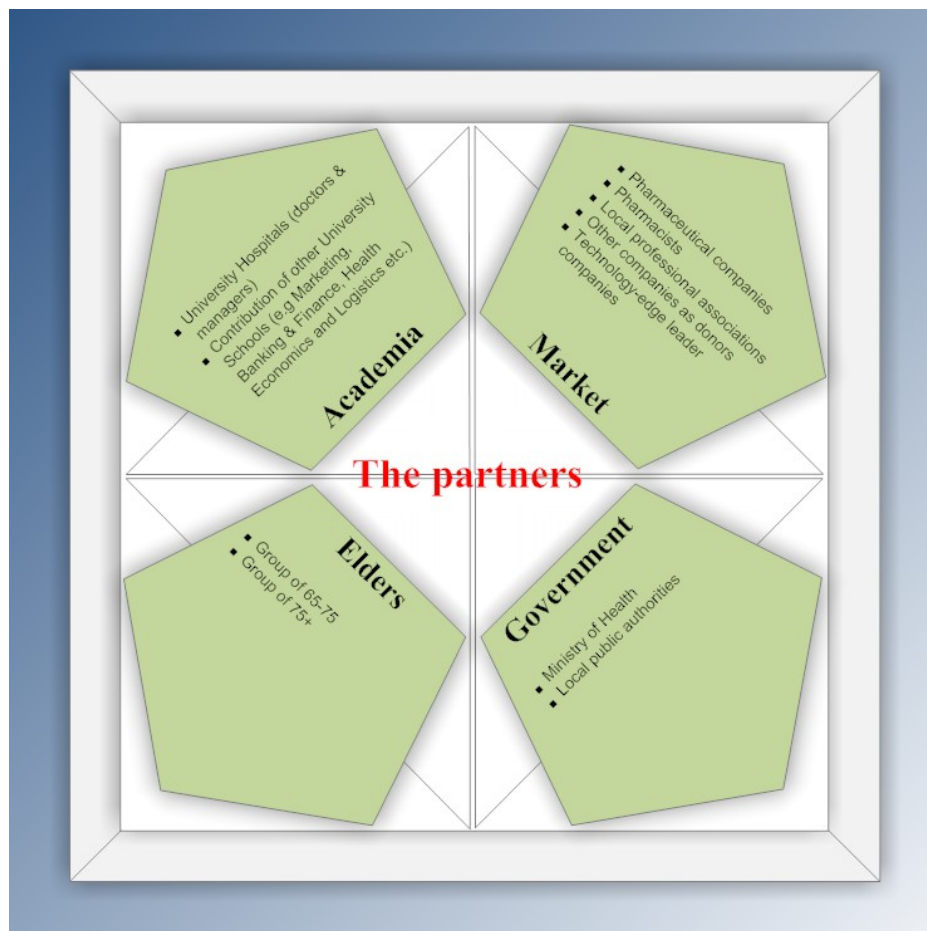 ▪ University Hospitals (doctors &
managers)
▪ Contribution of other University
Schools (e.g Marketing,
Banking & Finance, Health
Economics and Logistics etc.)
Academia
▪ Pharmaceutical companies
▪ Pharmacists
▪ Local professional associations
▪ Other companies as donors
▪ Technology-edge leader
companies
Market
The partners
Elders
▪ Group of 65-75
▪ Group of 75+
Government
▪ Ministry of Health
▪ Local public authorities